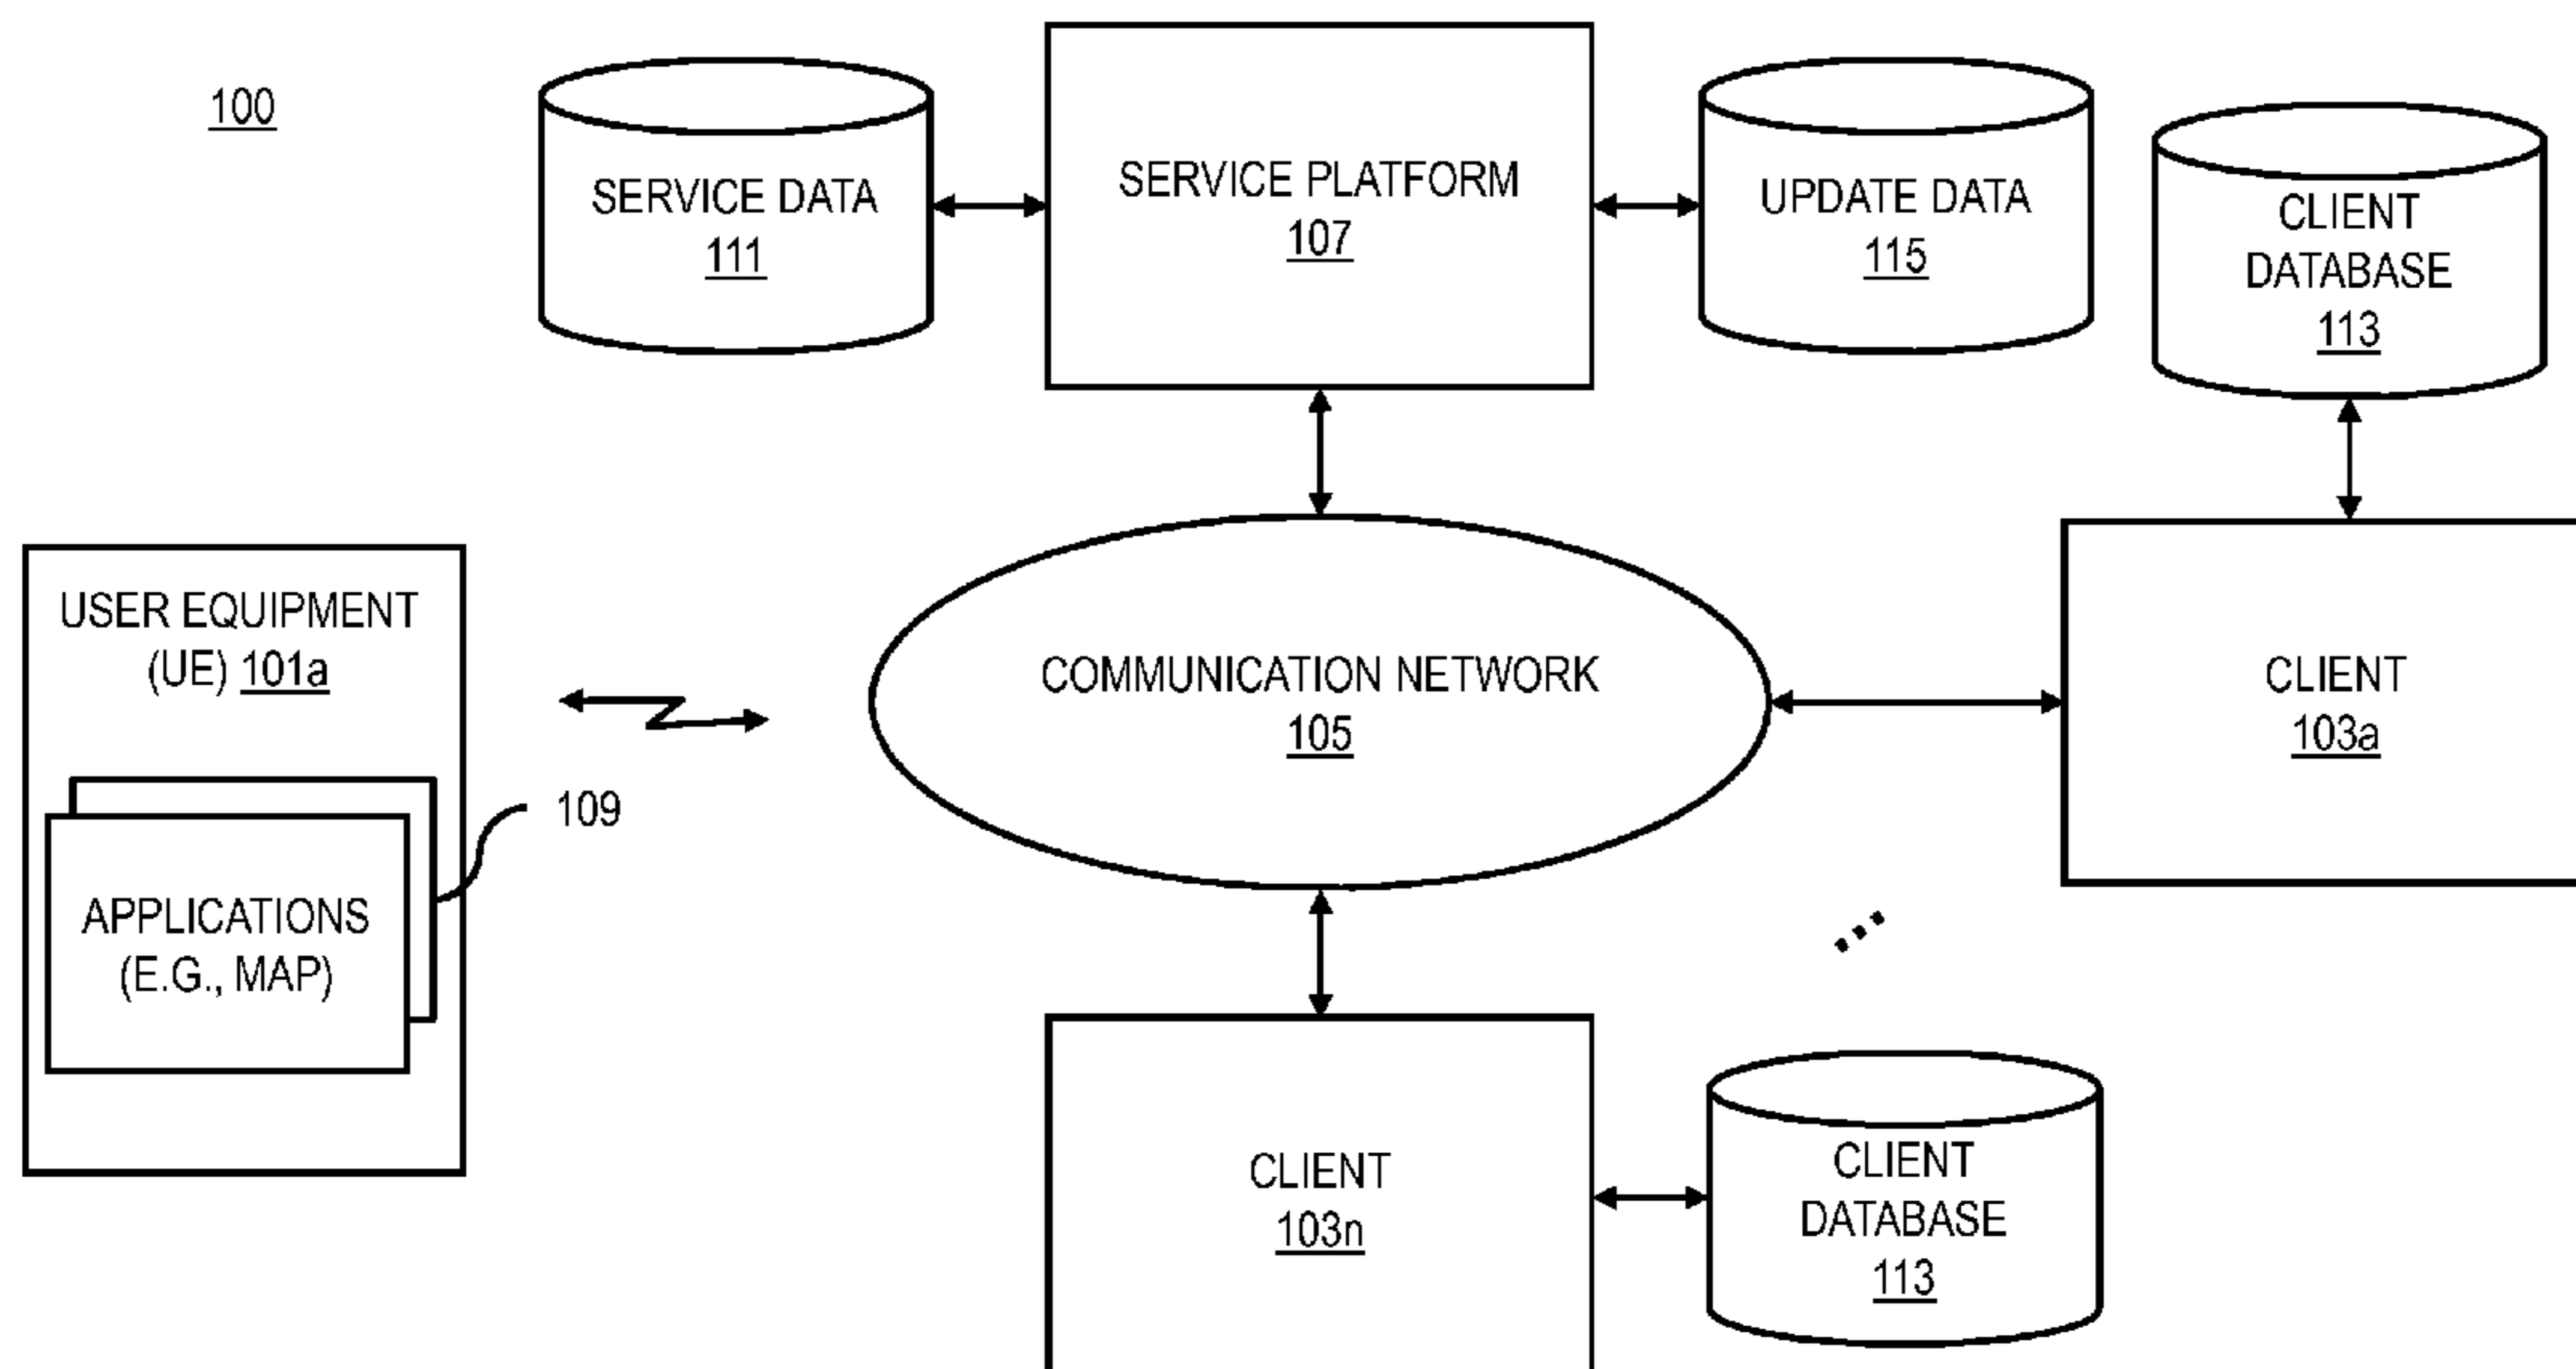 100
SERVICE DATA
111
SERVICE PLATFORM
107
UPDATE DATA
115
CLIENT
DATABASE
113
USER EQUIPMENT
(UE) 101a
COMMUNICATION NETWORK
105
CLIENT
103a
109
APPLICATIONS
(E.G., MAP)
CLIENT
103n
CLIENT
DATABASE
113